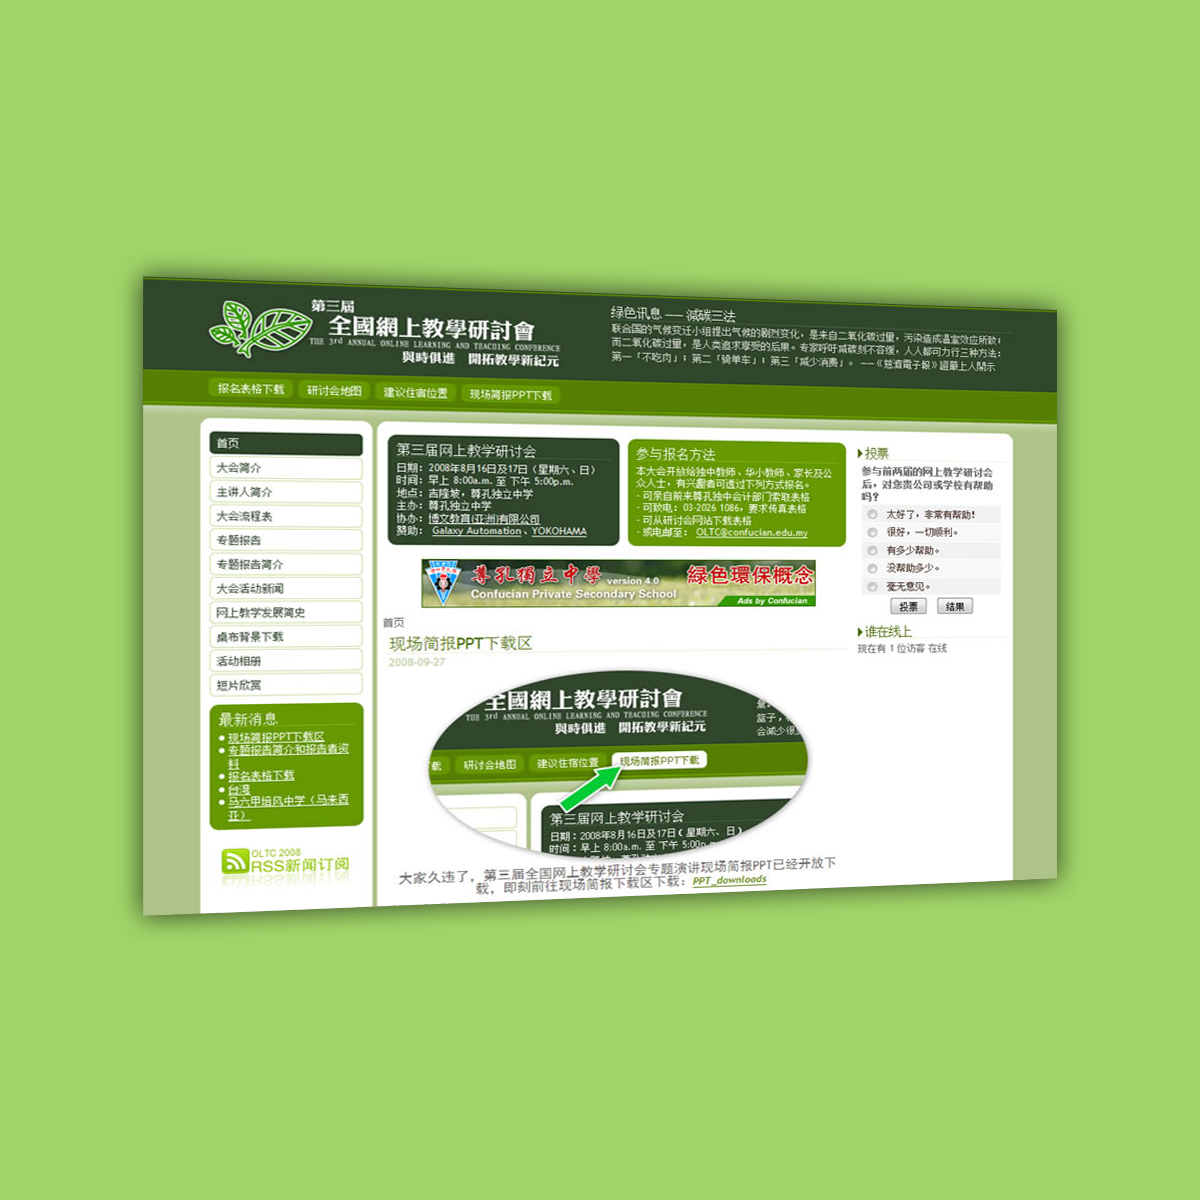 第三届
全國網上教學研討會
THE 3rd ANNUAL ONLINE LEARNING AND TEACHING CONFERENCE
與時俱進 開拓教學新紀元
绿色讯息 —— 減碳三法
联合国的气候变迁小组提出气候的剧烈变化，是来自二氧化碳过量，污染造成温室效应所致；
而二氧化碳过量，是人类追求享受的后果。专家呼吁减碳刻不容缓，人人都可力行三种方法：
第一「不吃肉」；第二「骑单车」；第三「减少消费」。 ——《慈濟電子報》證嚴上人開示
报名表格下载 研讨会地图 建议住宿位置 现场简报PPT下载
首页
大会简介
主讲人简介
大会流程表
专题报告
专题报告简介
大会活动新闻
网上教学发展简史
桌布背景下载
活动相册
短片欣赏
最新消息
现场简报PPT下载区
专题报告简介和报告者资
料
报名表格下载
台湾
马六甲培风中学（马来西
亚）
OLTC 2008
RSS新闻订阅
第三届网上教学研讨会
日期：2008年8月16日及17日（星期六、日）
时间：早上 8:00a.m. 至 下午 5:00p.m.
地点：吉隆坡，尊孔独立中学
主办：尊孔独立中学
协办：博文教育(亚洲)有限公司
赞助： Galaxy Automation、YOKOHAMA
参与报名方法
本大会开放给独中教师、华小教师、家长及公
众人士，有兴趣者可透过下列方式报名。
- 可亲自前来尊孔独中会计部门索取表格
- 可致电：03-2026 1086，要求传真表格
- 可从研讨会网站下载表格
- 或电邮至： OLTC@confucian.edu.my
尊孔獨立中學 version 4.0
Confucian Private Secondary School
綠色環保概念
Ads by Confucian
首页
现场简报PPT下载区
2008-09-27
全國網上教學研討會
THE 3rd ANNUAL ONLINE LEARNING AND TEACHING CONFERENCE
與時俱進 開拓教學新紀元
篮子，
会减少很
载 研讨会地图 建议住宿位置 现场简报PPT下载
第三届网上教学研讨会
日期：2008年8月16日及17日（星期六、日）
时间：早上 8:00a.m. 至 下午 5:00p.m
大家久违了，第三届全国网上教学研讨会专题演讲现场简报PPT已经开放下
载，即刻前往现场简报下载区下载：PPT_downloads
投票
参与前两届的网上教学研讨会
后，对您贵公司或学校有帮助
吗？
太好了，非常有帮助！
很好，一切顺利。
有多少帮助。
没帮助多少。
毫无意见。
投票 结果
谁在线上
现在有 1 位访客 在线